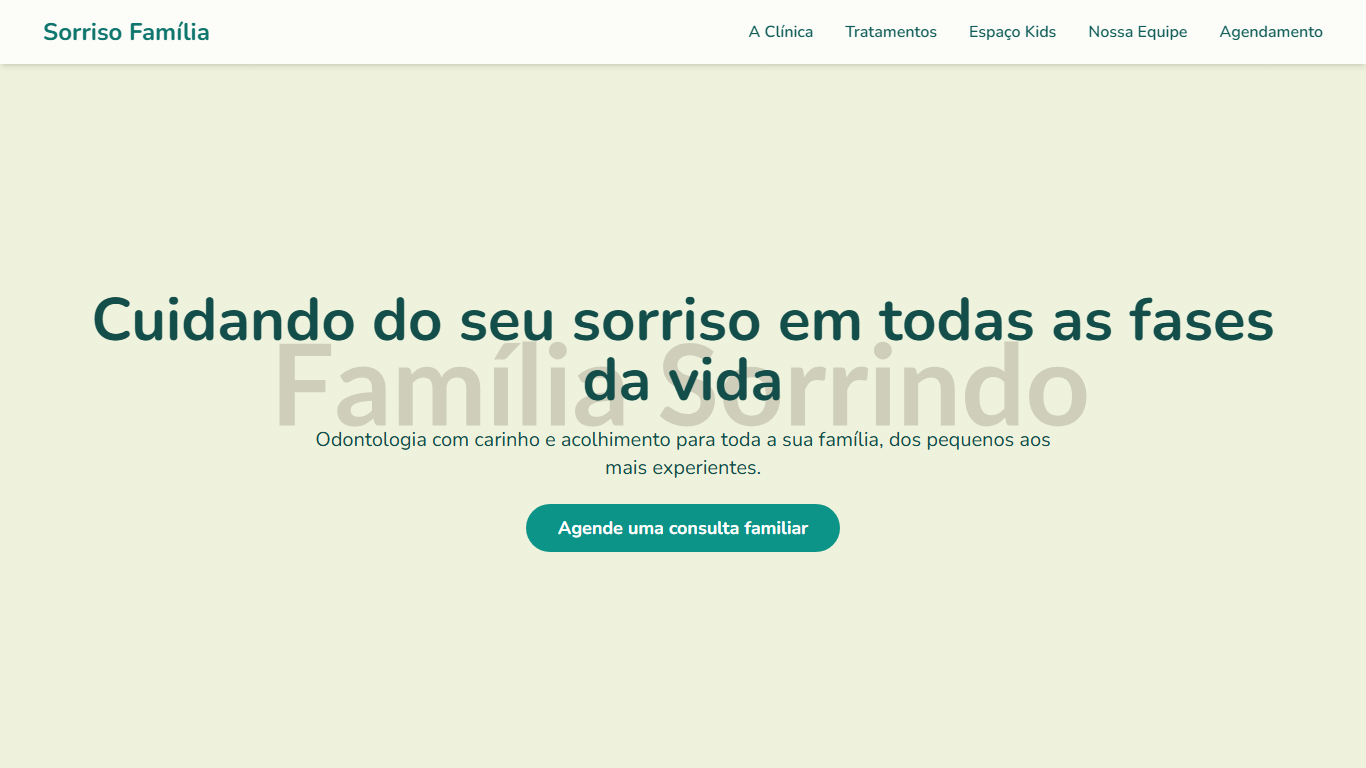 Sorriso Família
A Clínica
Tratamentos
Espaço Kids
Nossa Equipe
Agendamento
Cuidando do seu sorriso em todas as fases
da vida
Família Sorrindo
Odontologia com carinho e acolhimento para toda a sua família, dos pequenos aos
mais experientes.
Agende uma consulta familiar